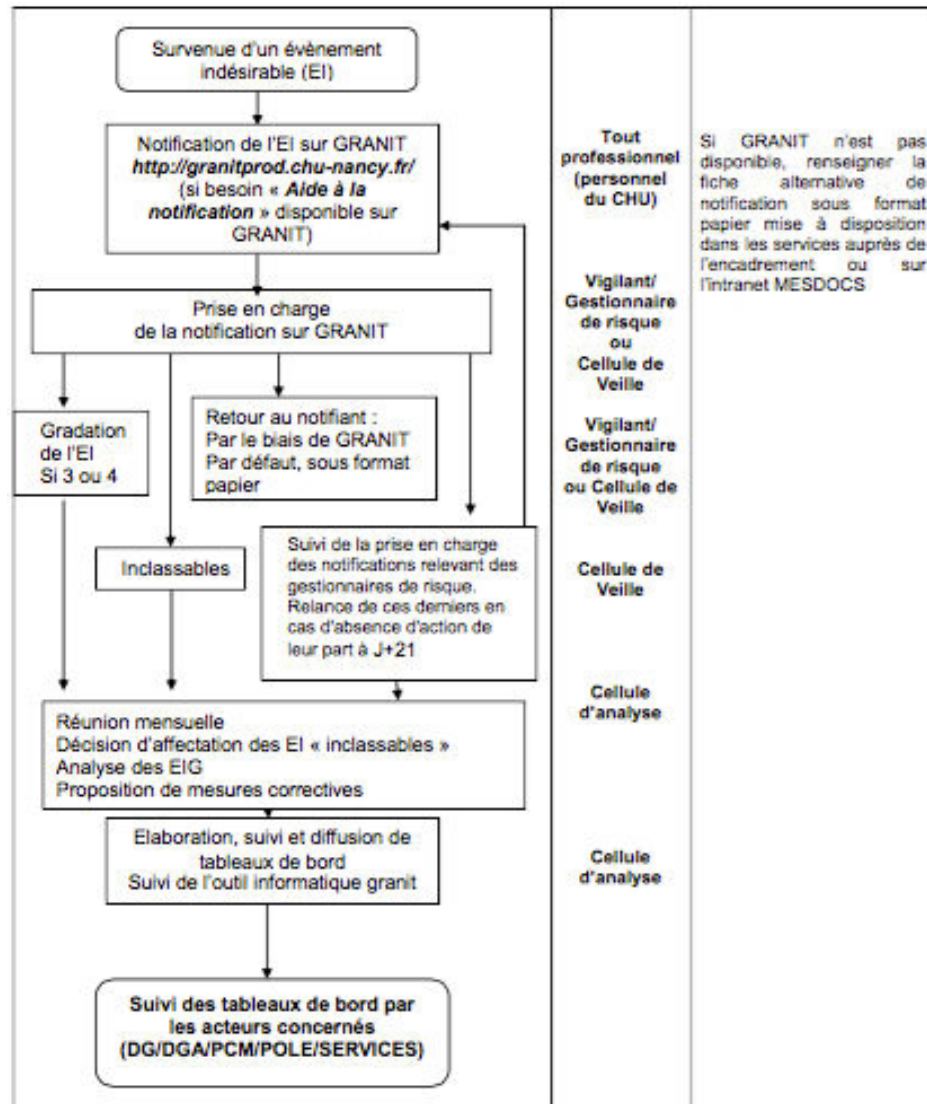 Survenue d'un évènement
indésirable (EI)
Notification de l'EI sur GRANIT
http://granitprod.chu-nancy.fr/
(si besoin « Aide à la
notification » disponible sur
GRANIT)
Tout
professionnel
(personnel
du CHU)
Si GRANIT n'est pas
disponible, renseigner la
fiche alternative de
notification sous format
papier mise à disposition
dans les services auprès de
l'encadrement ou sur
l'intranet MESDOCS
Prise en charge
de la notification sur GRANIT
Vigilant/
Gestionnaire
de risque
ou
Cellule de
Veille
Gradation
de l'EI
Si 3 ou 4
Retour au notifiant :
Par le biais de GRANIT
Par défaut, sous format
papier
Vigilant/
Gestionnaire
de risque
ou Cellule de
Veille
Inclassables
Suivi de la prise en charge
des notifications relevant des
gestionnaires de risque.
Relance de ces derniers en
cas d'absence d'action de
leur part à J+21
Cellule de
Veille
Réunion mensuelle
Décision d'affectation des EI « inclassables »
Analyse des EIG
Proposition de mesures correctives
Cellule
d'analyse
Elaboration, suivi et diffusion de
tableaux de bord
Suivi de l'outil informatique granit
Cellule
d'analyse
Suivi des tableaux de bord par
les acteurs concernés
(DG/DGA/PCM/POLE/SERVICES)